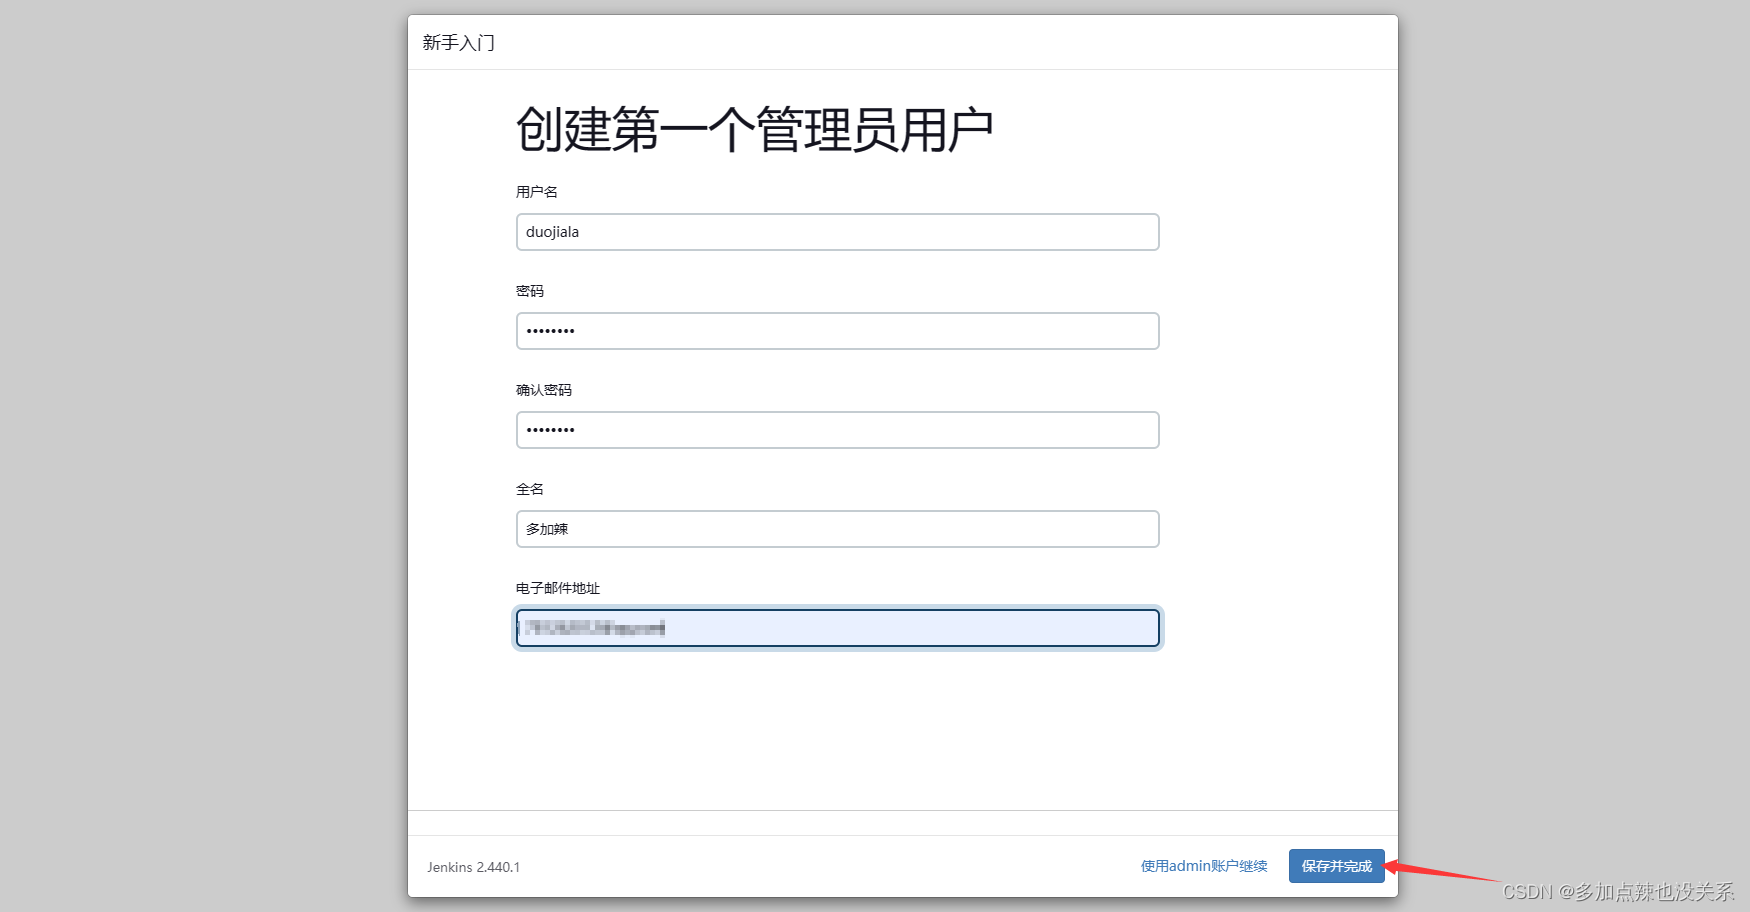 新手入门
创建第一个管理员用户
用户名
duojiala
密码
••••••••
确认密码
••••••••
全名
多加辣
电子邮件地址
Jenkins 2.440.1
使用admin账户继续
保存并完成
CSDN @多加点辣也没关系